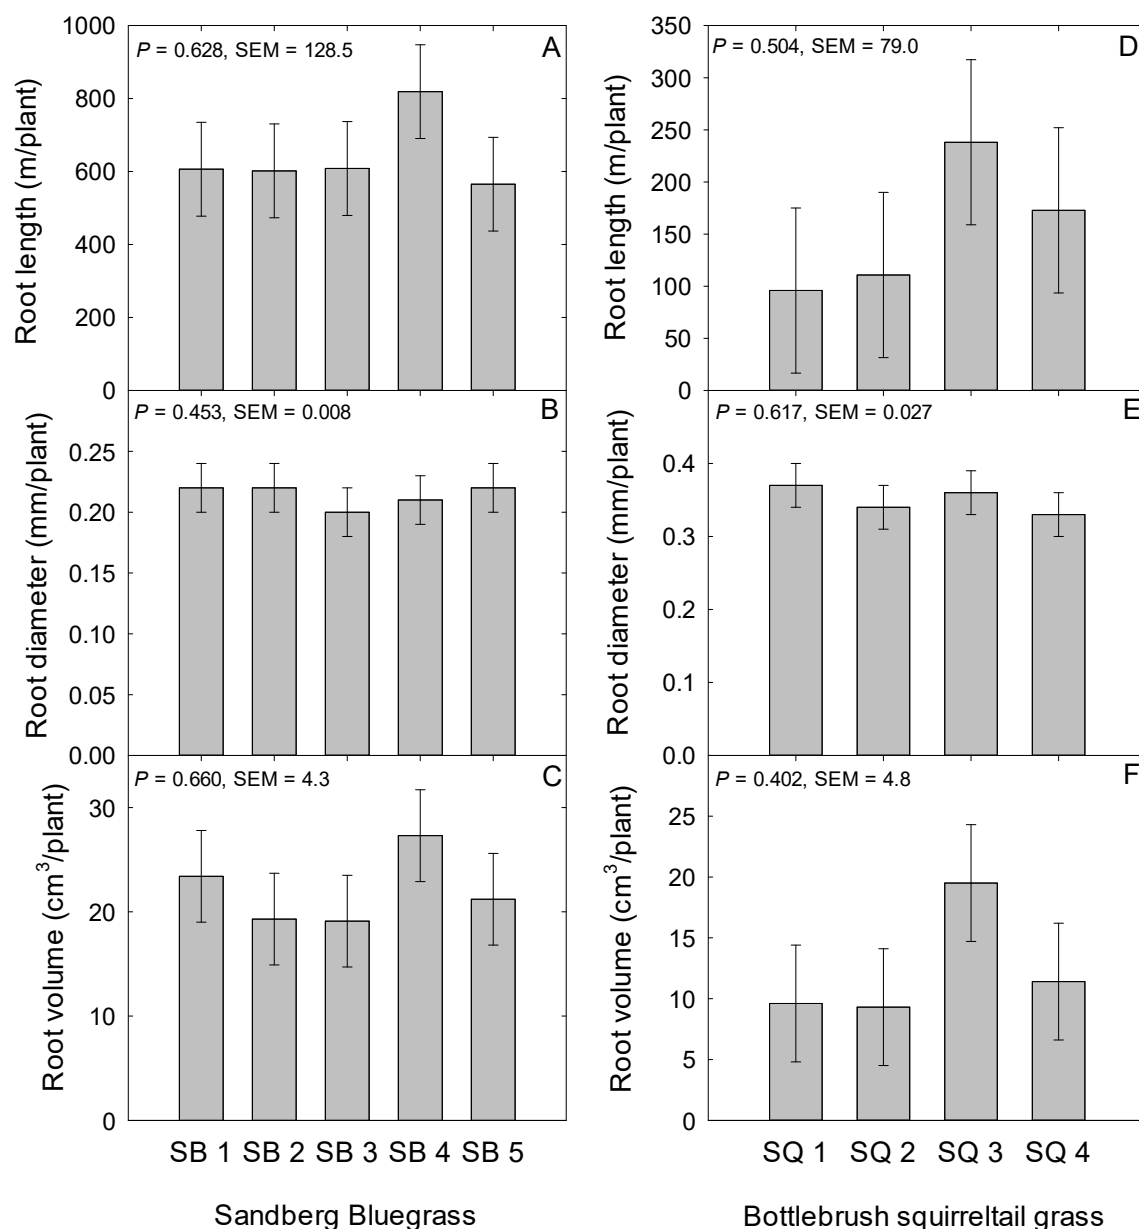 P = 0.628, SEM = 128.5
A
Root length (m/plant)
1000
800
600
400
200
0
P = 0.453, SEM = 0.008
B
Root diameter (mm/plant)
0.25
0.20
0.15
0.10
0.05
0.00
P = 0.660, SEM = 4.3
C
Root volume (cm³/plant)
30
20
10
0
SB 1 SB 2 SB 3 SB 4 SB 5
Sandberg Bluegrass
P = 0.504, SEM = 79.0
D
Root length (m/plant)
350
300
250
200
150
100
50
0
P = 0.617, SEM = 0.027
E
Root diameter (mm/plant)
0.4
0.3
0.2
0.1
0.0
P = 0.402, SEM = 4.8
F
Root volume (cm³/plant)
25
20
15
10
5
0
SQ 1 SQ 2 SQ 3 SQ 4
Bottlebrush squirreltail grass